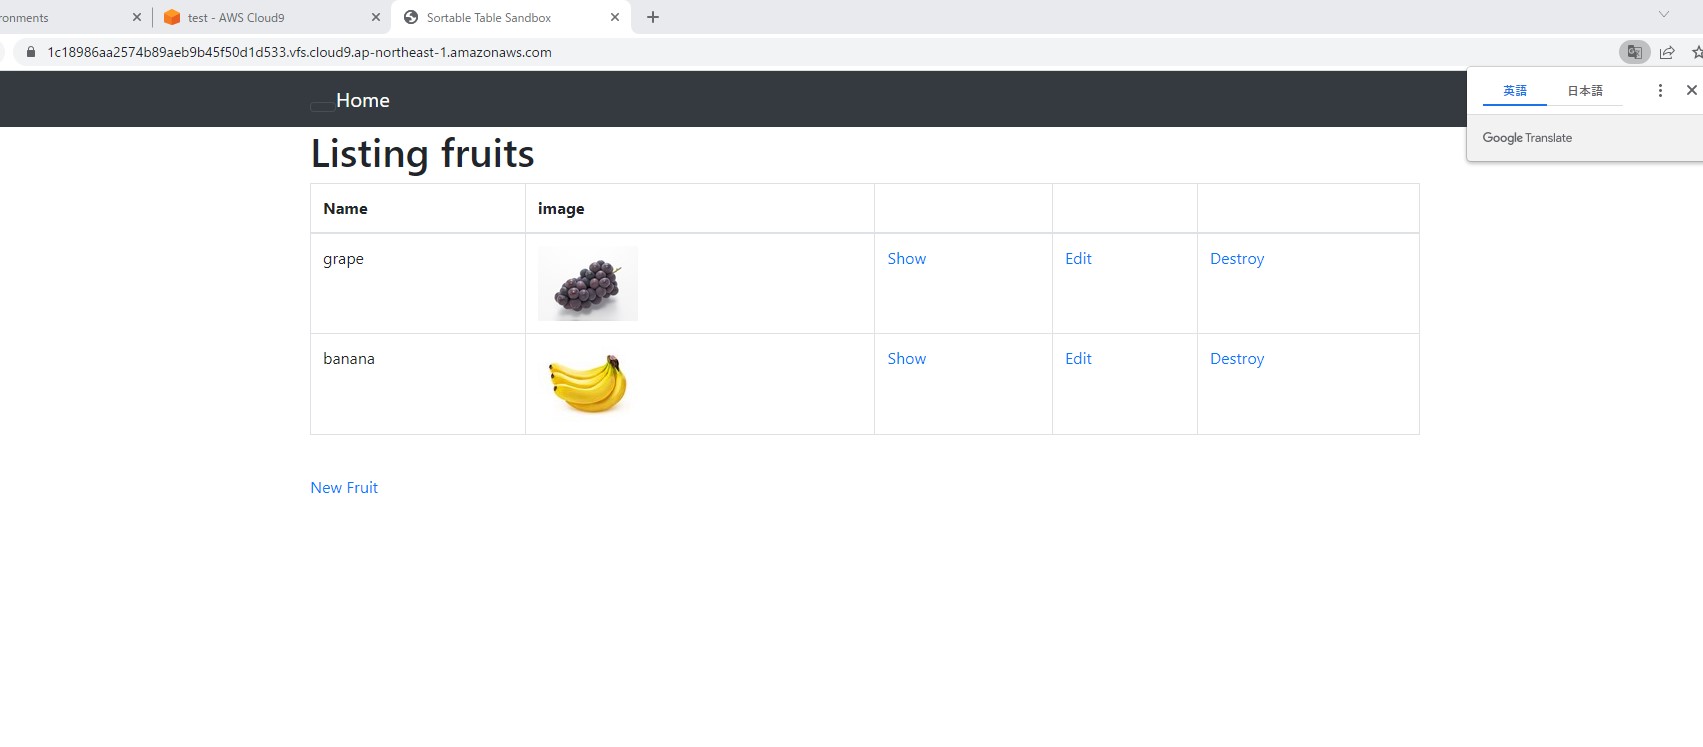 ronments
test - AWS Cloud9
Sortable Table Sandbox
1c18986aa2574b89aeb9b45f50d1d533.vfs.cloud9.ap-northeast-1.amazonaws.com
英語 日本語
Google Translate
Home
Listing fruits
Name image
grape Show Edit Destroy
banana Show Edit Destroy
New Fruit